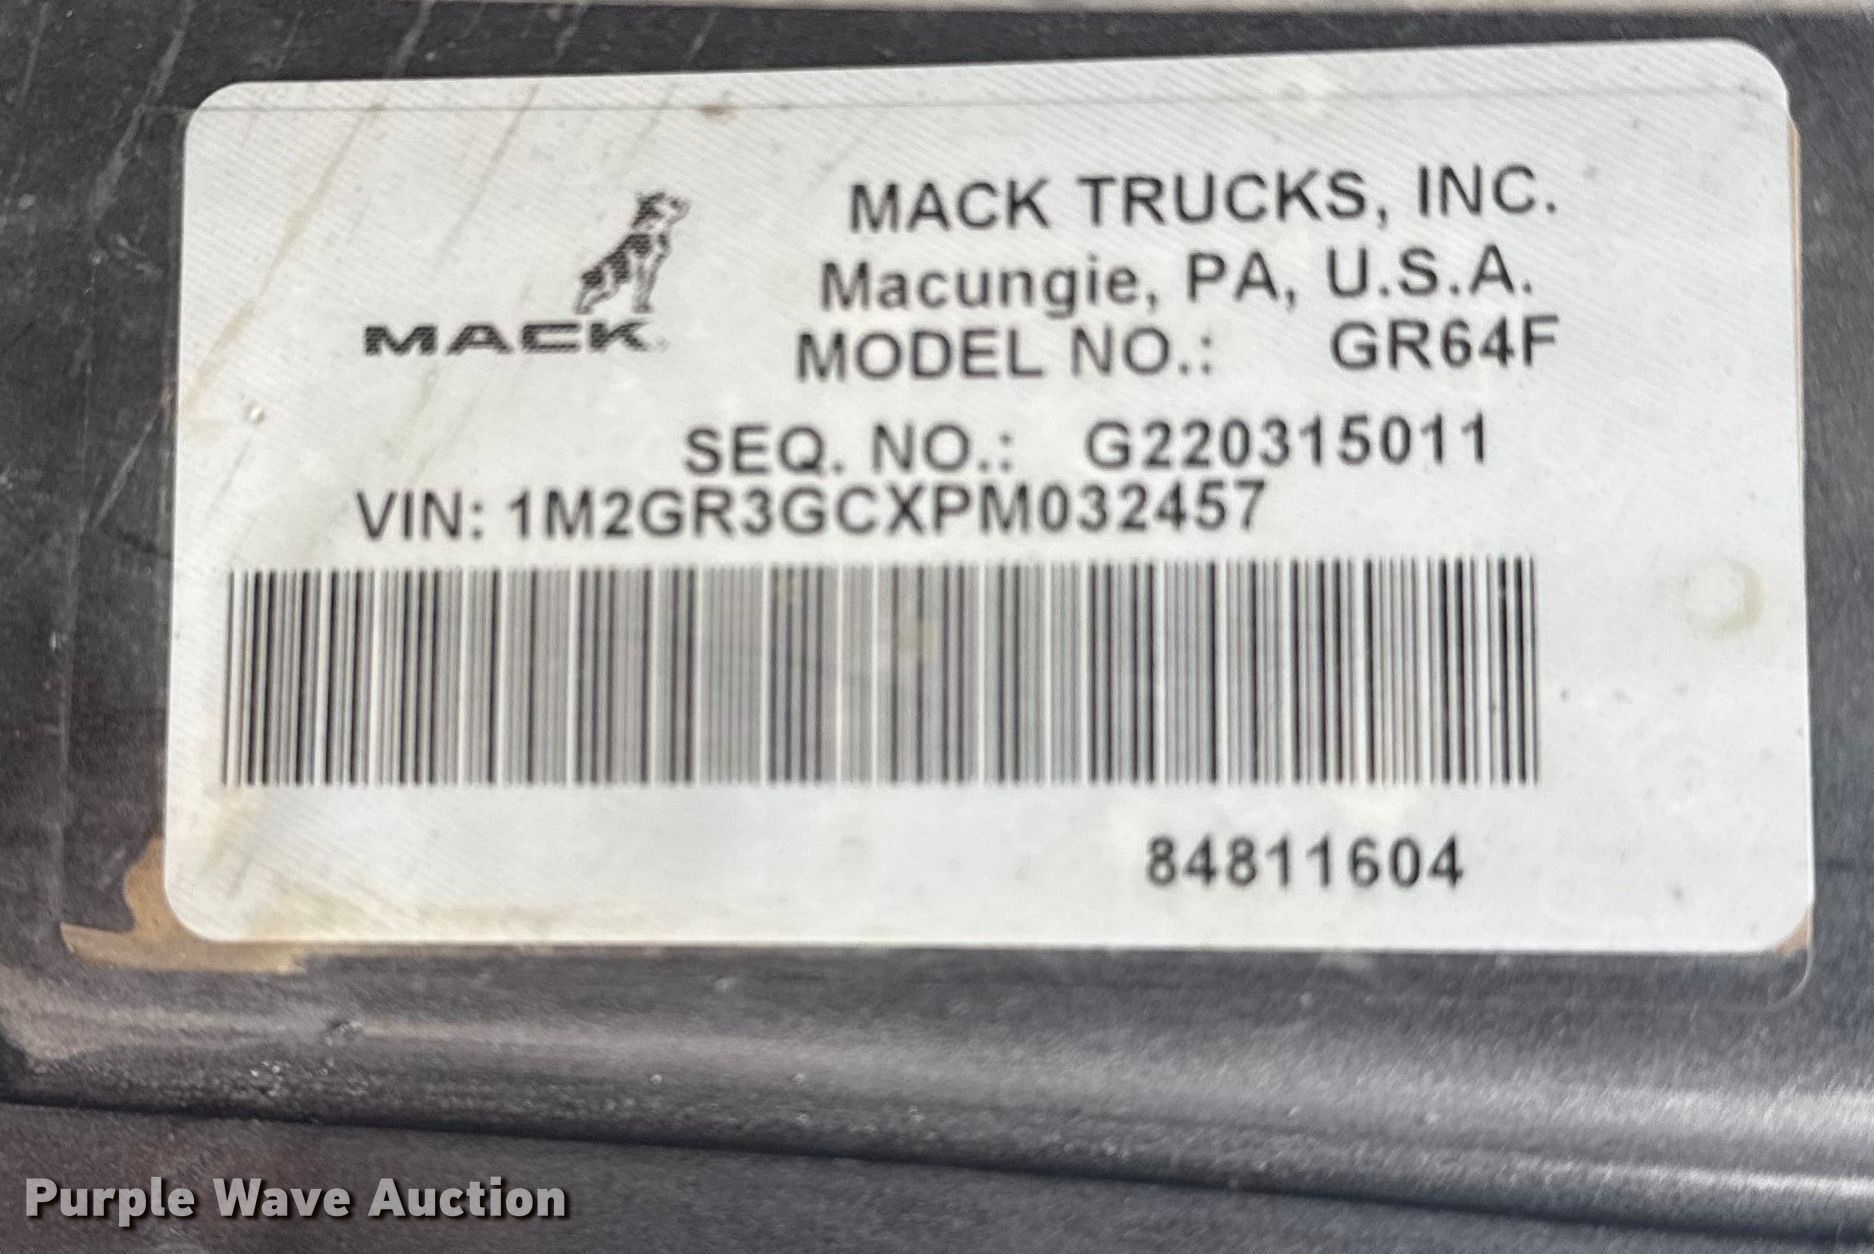 MACK TRUCKS, INC.
Macungie, PA, U.S.A.
MACK
MODEL NO.: GR64F
SEQ. NO.: G220315011
VIN: 1M2GR3GCXPM032457
84811604
Purple Wave Auction